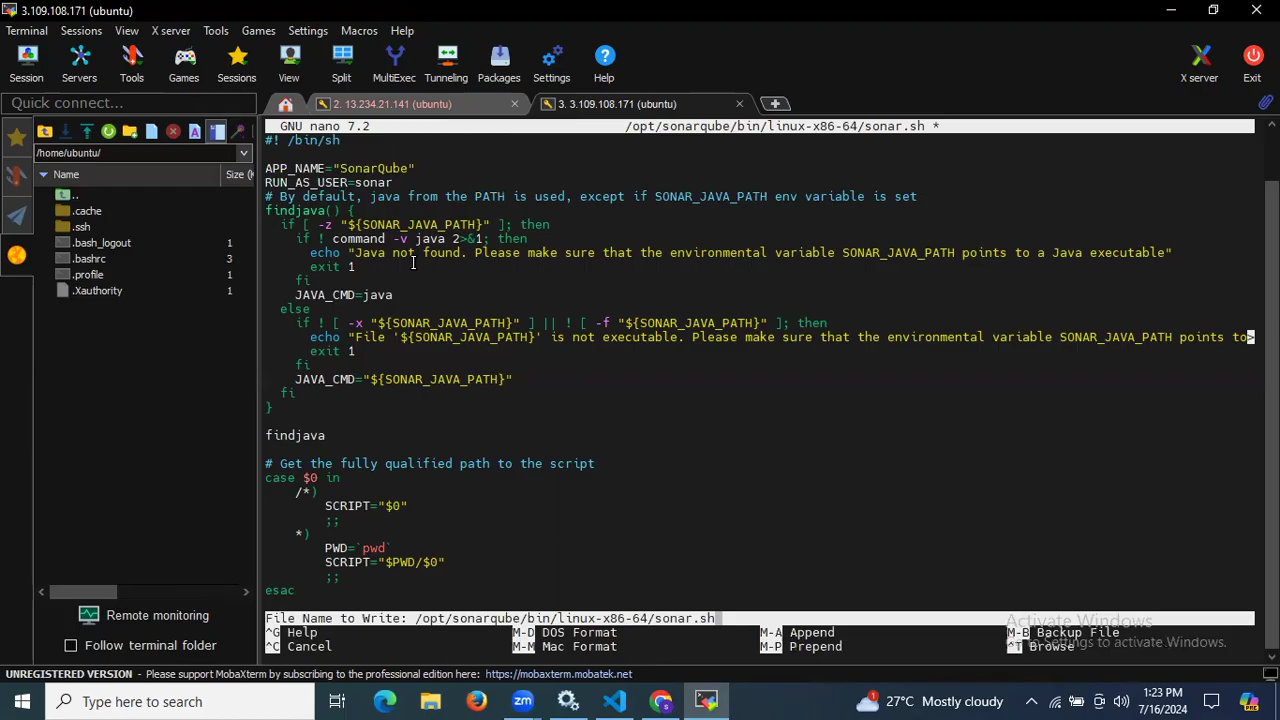 3.109.108.171 (ubuntu)
Terminal Sessions View X server Tools Games Settings Macros Help
Session Servers Tools Games Sessions View Split MultiExec Tunneling Packages Settings Help X server Exit
Quick connect...
2. 13.234.21.141 (ubuntu)
3. 3.109.108.171 (ubuntu)
/home/ubuntu/
Name Size (K
..
.cache
.ssh
.bash_logout 1
.bashrc 3
.profile 1
.Xauthority 1
Remote monitoring
Follow terminal folder
GNU nano 7.2 /opt/sonarqube/bin/linux-x86-64/sonar.sh *
#! /bin/sh
APP_NAME="SonarQube"
RUN_AS_USER=sonar
# By default, java from the PATH is used, except if SONAR_JAVA_PATH env variable is set
findjava() {
if [ -z "${SONAR_JAVA_PATH}" ]; then
if ! command -v java 2>&1; then
echo "Java not found. Please make sure that the environmental variable SONAR_JAVA_PATH points to a Java executable"
exit 1
fi
JAVA_CMD=java
else
if ! [ -x "${SONAR_JAVA_PATH}" ] || ! [ -f "${SONAR_JAVA_PATH}" ]; then
echo "File '${SONAR_JAVA_PATH}' is not executable. Please make sure that the environmental variable SONAR_JAVA_PATH points to>
exit 1
fi
JAVA_CMD="${SONAR_JAVA_PATH}"
fi
}
findjava
# Get the fully qualified path to the script
case $0 in
/*)
SCRIPT="$0"
;;
*)
PWD=`pwd`
SCRIPT="$PWD/$0"
;;
esac
File Name to Write: /opt/sonarqube/bin/linux-x86-64/sonar.sh
^G Help M-D DOS Format M-A Append M-B Backup File
^C Cancel M-M Mac Format M-P Prepend ^T Browse
Activate Windows
Go to Settings to activate Windows.
UNREGISTERED VERSION - Please support MobaXterm by subscribing to the professional edition here: https://mobaxterm.mobatek.net
Type here to search
27°C Mostly cloudy
1:23 PM
7/16/2024